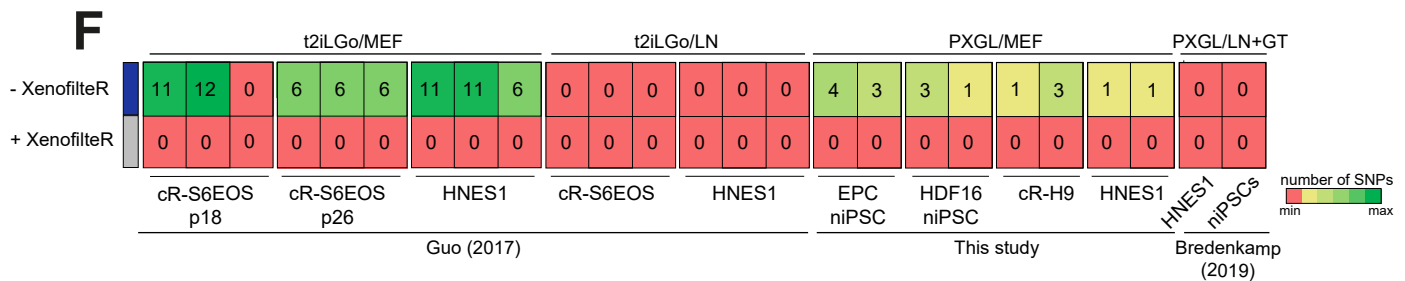 F
t2iLGo/MEF t2iLGo/LN PXGL/MEF PXGL/LN+GT
- XenofilteR 11 12 0 6 6 6 11 11 6 0 0 0 0 0 0 4 3 3 1 1 3 1 1 0 0
+ XenofilteR 0 0 0 0 0 0 0 0 0 0 0 0 0 0 0 0 0 0 0 0 0 0 0 0 0
number of SNPs
min max
cR-S6EOS cR-S6EOS HNES1 cR-S6EOS HNES1 EPC HDF16 cR-H9 HNES1 HNES1 niPSCs
p18 p26 niPSC niPSC
Guo (2017) This study Bredenkamp
(2019)